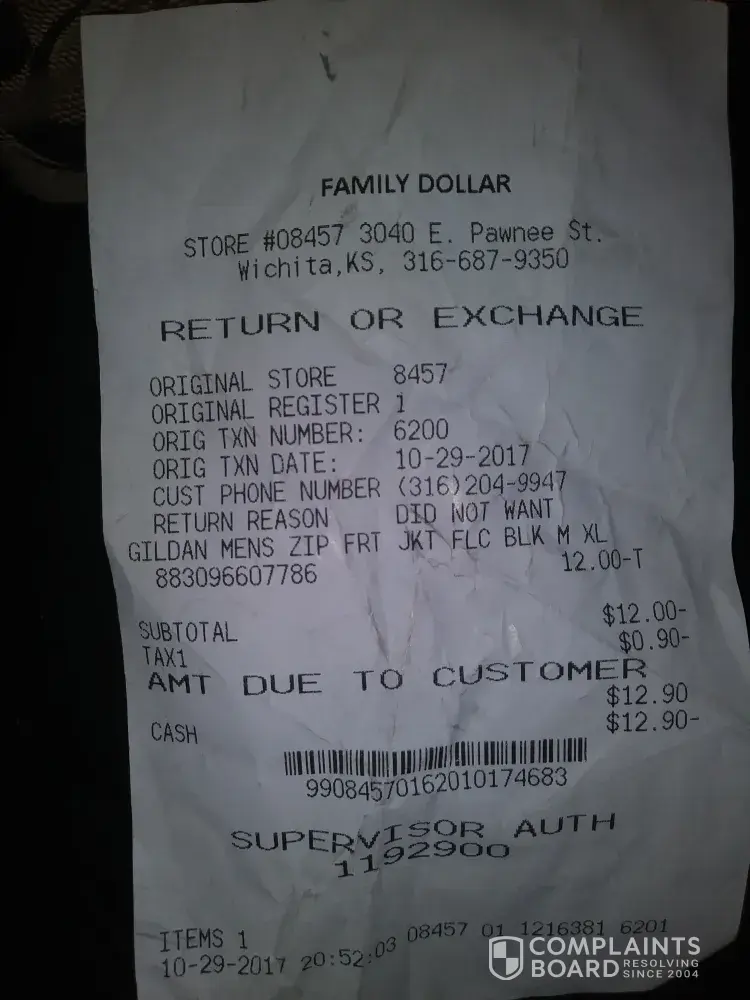 FAMILY DOLLAR
STORE #08457 3040 E. Pawnee St.
Wichita,KS, 316-687-9350
RETURN OR EXCHANGE
ORIGINAL STORE 8457
ORIGINAL REGISTER 1
ORIG TXN NUMBER: 6200
ORIG TXN DATE: 10-29-2017
CUST PHONE NUMBER (316)204-9947
RETURN REASON DID NOT WANT
GILDAN MENS ZIP FRT JKT FLC BLK M XL
883096607786 12.00-T
SUBTOTAL $12.00-
TAX1 $0.90-
AMT DUE TO CUSTOMER
$12.90
CASH $12.90-
99084570162010174683
SUPERVISOR AUTH
1192900
ITEMS 1
10-29-2017 20:52:03 08457 01 1216381 6201
COMPLAINTS
BOARD RESOLVING SINCE 2004